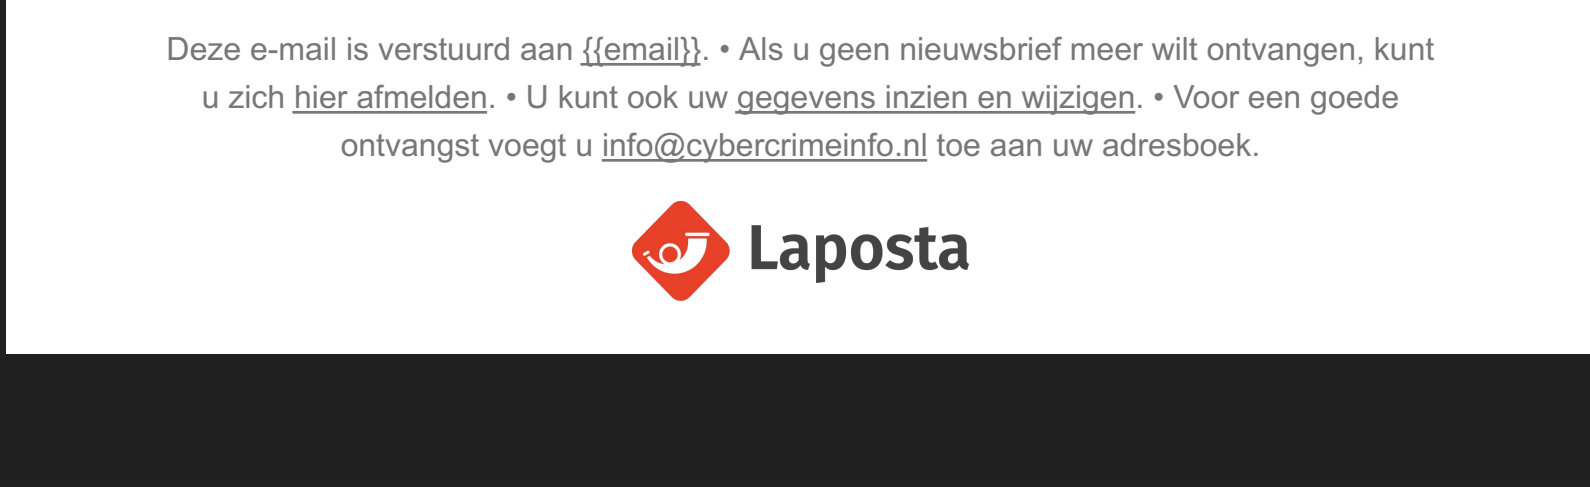 Deze e-mail is verstuurd aan {{email}}. • Als u geen nieuwsbrief meer wilt ontvangen, kunt
u zich hier afmelden. • U kunt ook uw gegevens inzien en wijzigen. • Voor een goede
ontvangst voegt u info@cybercrimeinfo.nl toe aan uw adresboek.
Laposta